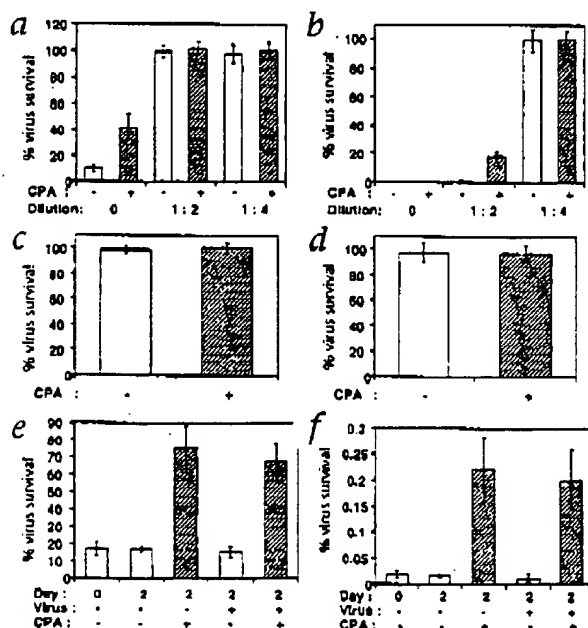 a
b
% virus survival
120
100
80
60
40
20
0
CPA : - + - + - +
Dilution: 0 1:2 1:4
% virus survival
100
80
60
40
20
0
CPA : - + - + - +
Dilution: 0 1:2 1:4
c
d
% virus survival
100
80
60
40
20
0
CPA : - +
% virus survival
100
80
60
40
20
0
CPA : - +
e
f
% virus survival
90
80
70
60
50
40
30
20
10
0
Day : 0 2 2 2 2
Virus : - - - + +
CPA : - - + - +
% virus survival
0.3
0.25
0.2
0.15
0.1
0.05
0
Day : 0 2 2 2 2
Virus : - - - + +
CPA : - - + - +